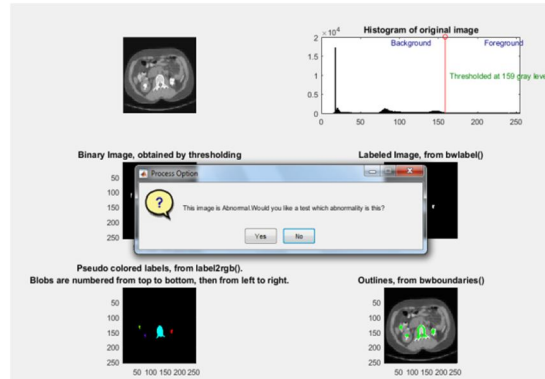 Histogram of original image
2 ×10^4
Background Foreground
1.5
1
Thresholded at 159 gray leve
0.5
0
0 50 100 150 200 250
Binary Image, obtained by thresholding
Labeled Image, from bwlabel()
50
100
150
200
250
Process Option
This image is Abnormal.Would you like a test which abnormality is this?
Yes No
Pseudo colored labels, from label2rgb().
Blobs are numbered from top to bottom, then from left to right.
Outlines, from bwboundaries()
50
100
150
200
250
50 100 150 200 250
50
100
150
200
250
50 100 150 200 250